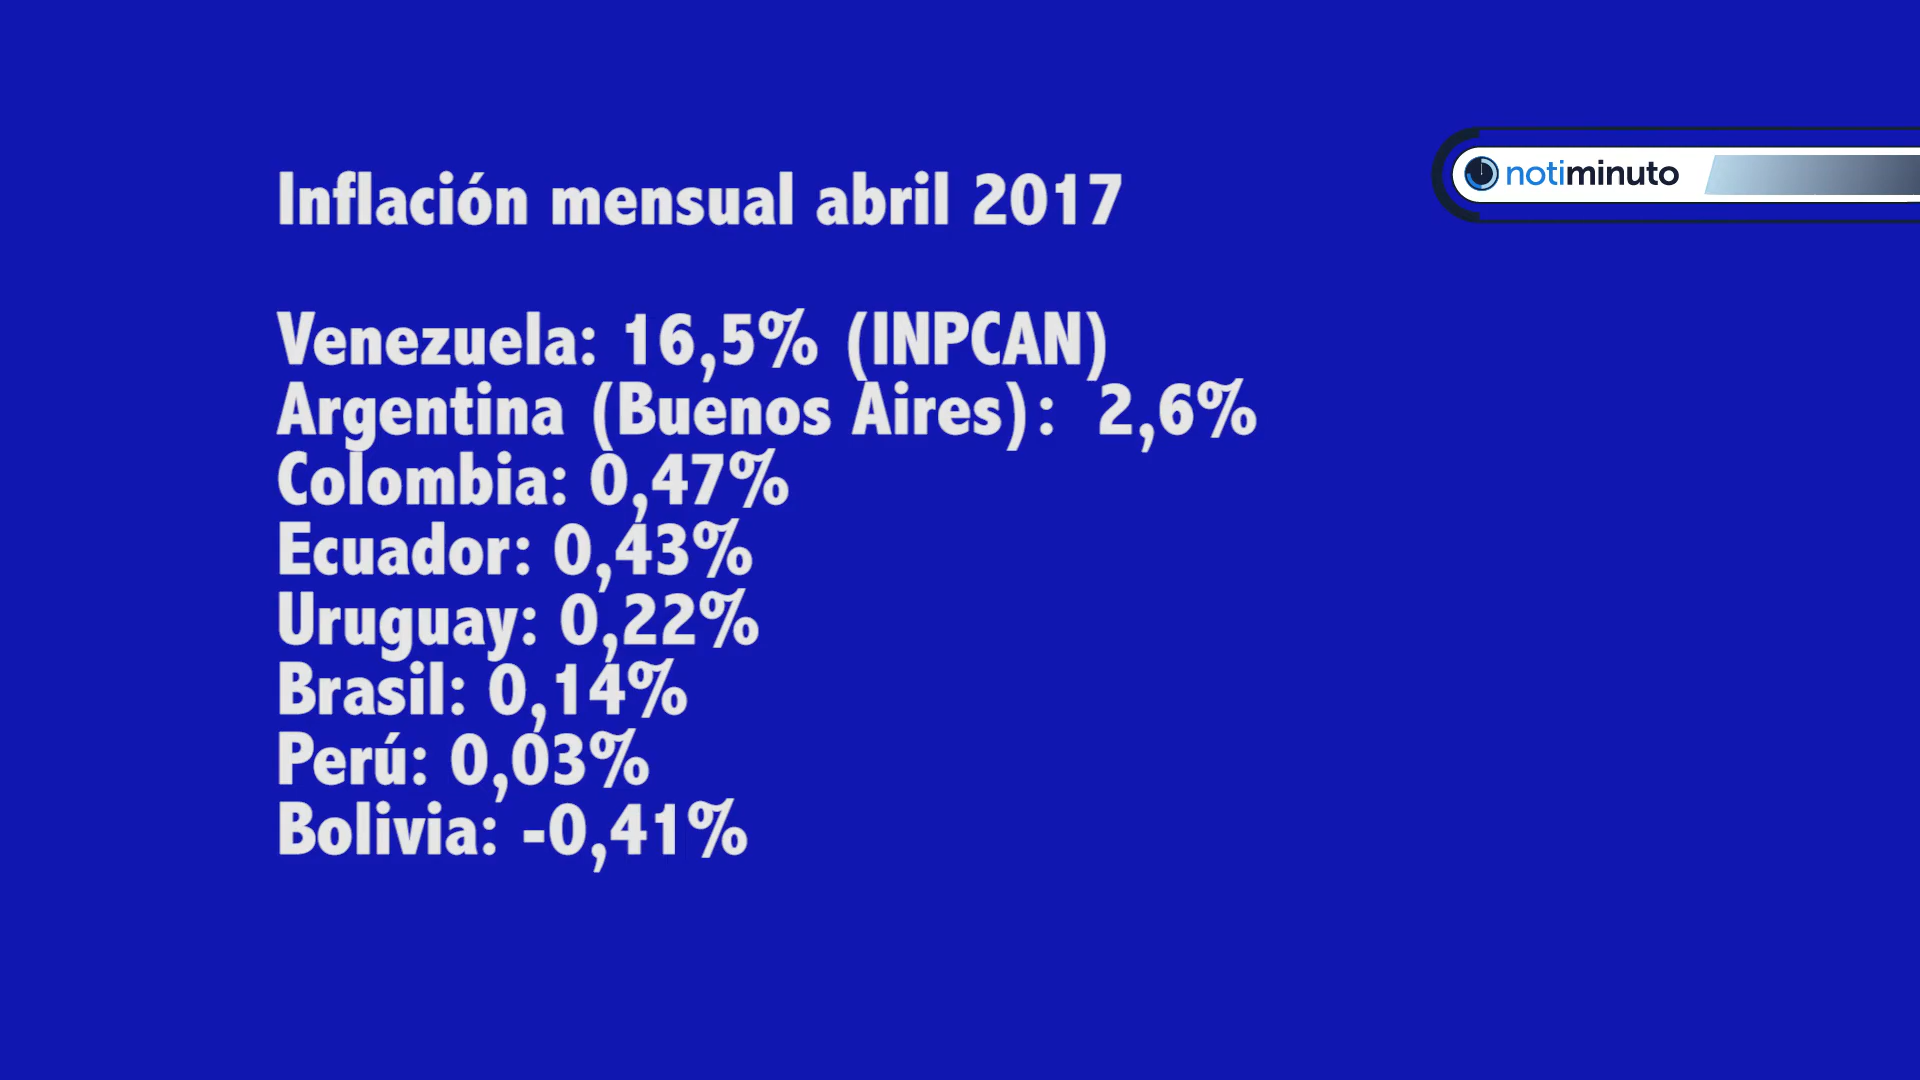 Inflación mensual abril 2017
notiminuto
Venezuela: 16,5% (INPCAN)
Argentina (Buenos Aires): 2,6%
Colombia: 0,47%
Ecuador: 0,43%
Uruguay: 0,22%
Brasil: 0,14%
Perú: 0,03%
Bolivia: -0,41%